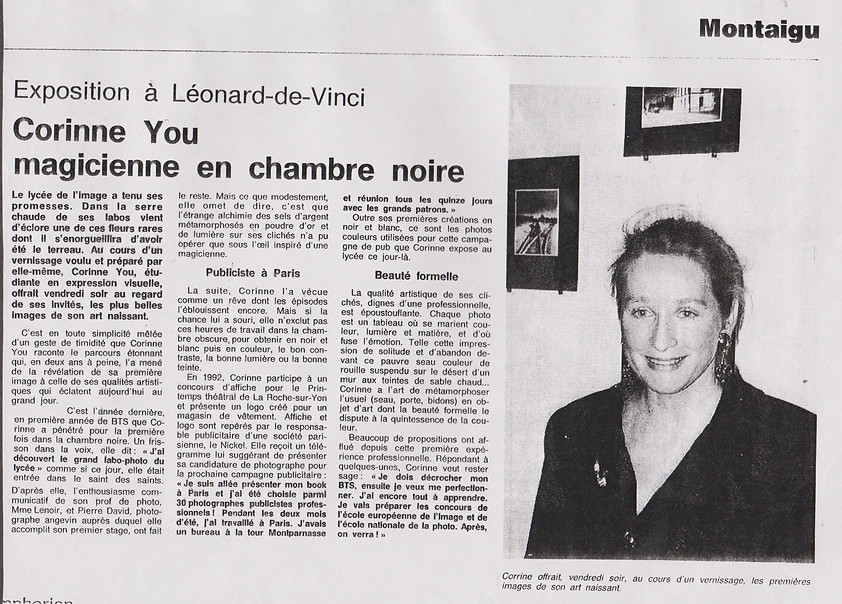 Montaigu
Exposition à Léonard-de-Vinci
Corinne You
magicienne en chambre noire
Le lycée de l'image a tenu ses
promesses. Dans la serre
chaude de ses labos vient
d'éclore une de ces fleurs rares
dont il s'enorgueillira d'avoir
été le terreau. Au cours d'un
vernissage voulu et préparé par
elle-même, Corinne You, étu-
diante en expression visuelle,
offrait vendredi soir au regard
de ses invités, les plus belles
images de son art naissant.
C'est en toute simplicité mêlée
d'un geste de timidité que Corinne
You raconte le parcours étonnant
qui, en deux ans à peine, l'a mené
de la révélation de sa première
image à celle de ses qualités artisti-
ques qui éclatent aujourd'hui au
grand jour.
C'est l'année dernière,
en première année de BTS que Co-
rinne a pénétré pour la première
fois dans la chambre noire. Un fris-
son dans la voix, elle dit : « J'ai
découvert le grand labo-photo du
lycée » comme si ce jour, elle était
entrée dans le saint des saints.
D'après elle, l'enthousiasme com-
municatif de son prof de photo,
Mme Lenoir, et Pierre David, photo-
graphe angevin auprès duquel elle
accomplit son premier stage, ont fait
le reste. Mais ce que modestement,
elle omet de dire, c'est que
l'étrange alchimie des sels d'argent
métamorphosés en poudre d'or et
de lumière sur ses clichés n'a pu
opérer que sous l'œil inspiré d'une
magicienne.
Publiciste à Paris
La suite, Corinne l'a vécue
comme un rêve dont les épisodes
l'éblouissent encore. Mais si la
chance lui a souri, elle n'exclut pas
ces heures de travail dans la cham-
bre obscure, pour obtenir en noir et
blanc puis en couleur, le bon con-
traste, la bonne lumière ou la bonne
teinte.
En 1992, Corinne participe à un
concours d'affiche pour le Prin-
temps théâtral de La Roche-sur-Yon
et présente un logo créé pour un
magasin de vêtement. Affiche et
logo sont repérés par le responsa-
ble publicitaire d'une société pari-
sienne, le Nickel. Elle reçoit un télé-
gramme lui suggérant de présenter
sa candidature de photographe pour
la prochaine campagne publicitaire :
« Je suis allée présenter mon book
à Paris et j'ai été choisie parmi
30 photographes publicistes profes-
sionnels ! Pendant les deux mois
d'été, j'ai travaillé à Paris. J'avais
un bureau à la tour Montparnasse
et réunion tous les quinze jours
avec les grands patrons. »
Outre ses premières créations en
noir et blanc, ce sont les photos
couleurs utilisées pour cette campa-
gne de pub que Corinne expose au
lycée ce jour-là.
Beauté formelle
La qualité artistique de ses cli-
chés, dignes d'une professionnelle,
est époustouflante. Chaque photo
est un tableau où se marient cou-
leur, lumière et matière, et d'où
fuse l'émotion. Telle cette impres-
sion de solitude et d'abandon de-
vant ce pauvre seau couleur de
rouille suspendu sur le désert d'un
mur aux teintes de sable chaud...
Corinne a l'art de métamorphoser
l'usuel (seau, porte, bidons) en ob-
jet d'art dont la beauté formelle le
dispute à la quintessence de la cou-
leur.
Beaucoup de propositions ont af-
flué depuis cette première expé-
rience professionnelle. Répondant à
quelques-unes, Corinne veut rester
sage : « Je dois décrocher mon
BTS, ensuite je veux me perfection-
ner. J'ai encore tout à apprendre.
Je vais préparer les concours de
l'école européenne de l'image et de
l'école nationale de la photo. Après,
on verra ! »
Corrine offrait, vendredi soir, au cours d'un vernissage, les premières
images de son art naissant.